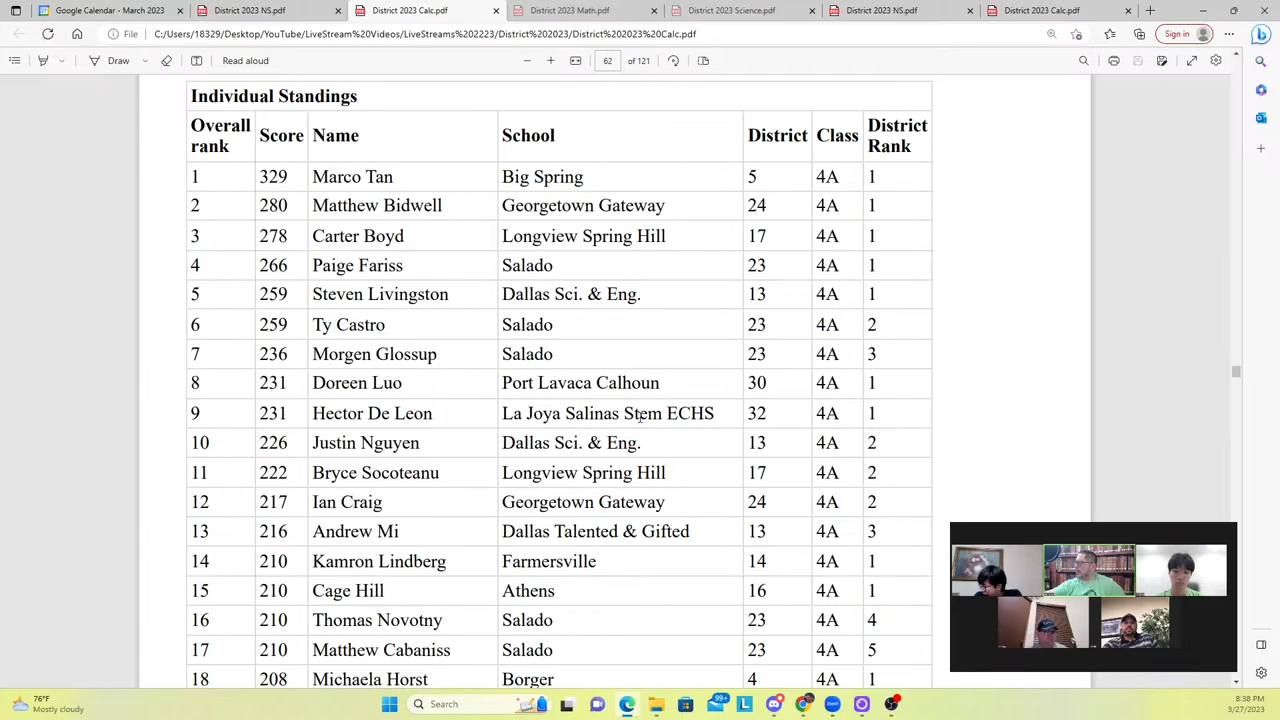 Google Calendar - March 2023
District 2023 NS.pdf
District 2023 Calc.pdf
District 2023 Math.pdf
District 2023 Science.pdf
District 2023 NS.pdf
District 2023 Calc.pdf
File C:/Users/18329/Desktop/YouTube/LiveStream%20Videos/LiveStreams%202223/District%202023/District%202023%20Calc.pdf
Sign in
Draw
Read aloud
62 of 121
Individual Standings
Overall rank Score Name School District Class District Rank
1 329 Marco Tan Big Spring 5 4A 1
2 280 Matthew Bidwell Georgetown Gateway 24 4A 1
3 278 Carter Boyd Longview Spring Hill 17 4A 1
4 266 Paige Fariss Salado 23 4A 1
5 259 Steven Livingston Dallas Sci. & Eng. 13 4A 1
6 259 Ty Castro Salado 23 4A 2
7 236 Morgen Glossup Salado 23 4A 3
8 231 Doreen Luo Port Lavaca Calhoun 30 4A 1
9 231 Hector De Leon La Joya Salinas Stem ECHS 32 4A 1
10 226 Justin Nguyen Dallas Sci. & Eng. 13 4A 2
11 222 Bryce Socoteanu Longview Spring Hill 17 4A 2
12 217 Ian Craig Georgetown Gateway 24 4A 2
13 216 Andrew Mi Dallas Talented & Gifted 13 4A 3
14 210 Kamron Lindberg Farmersville 14 4A 1
15 210 Cage Hill Athens 16 4A 1
16 210 Thomas Novotny Salado 23 4A 4
17 210 Matthew Cabaniss Salado 23 4A 5
18 208 Michaela Horst Borger 4 4A 1
76°F
Mostly cloudy
Search
99+
8:38 PM
3/27/2023